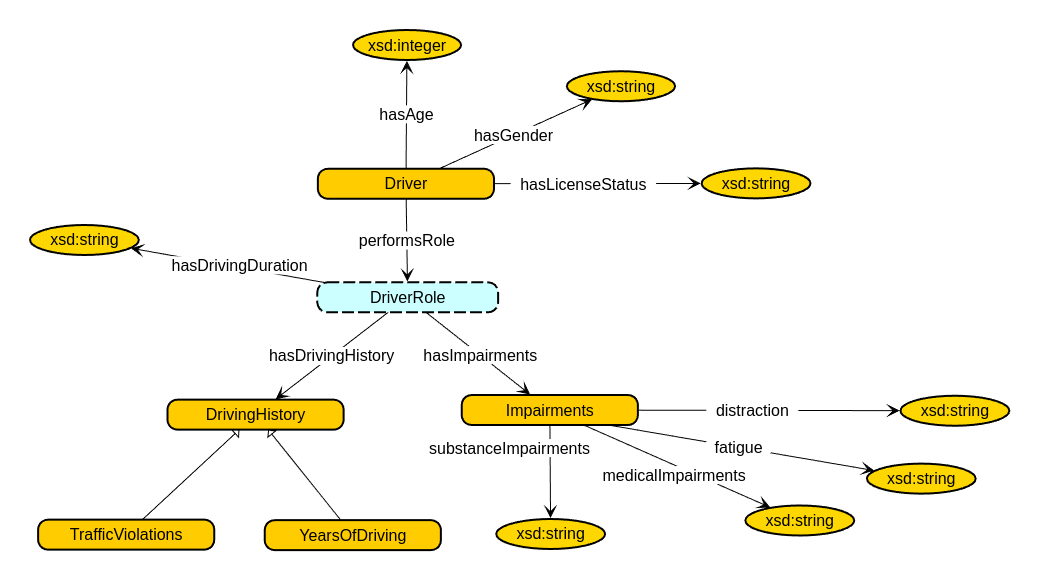 xsd:integer
xsd:string
hasAge
hasGender
Driver
hasLicenseStatus
xsd:string
xsd:string
performsRole
hasDrivingDuration
DriverRole
hasDrivingHistory
hasImpairments
DrivingHistory
Impairments
distraction
xsd:string
substanceImpairments
fatigue
medicalImpairments
xsd:string
TrafficViolations
YearsOfDriving
xsd:string
xsd:string